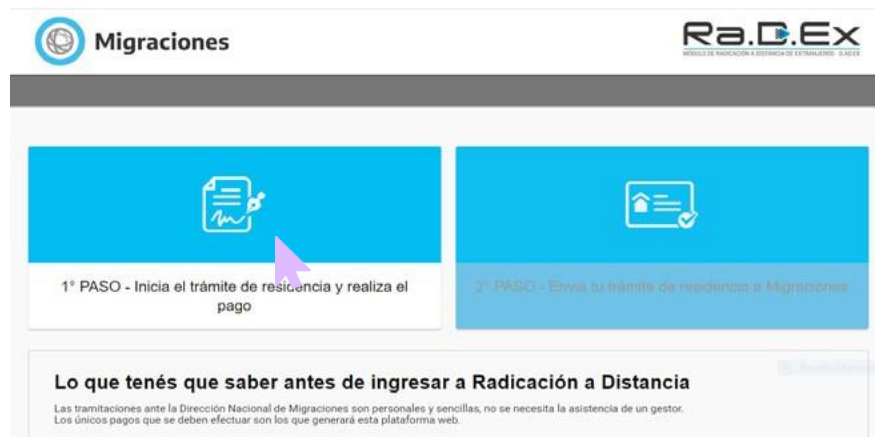 Migraciones
Ra.D.Ex
MÓDULO DE RADICACIÓN A DISTANCIA DE EXTRANJEROS - R.AD.EX
1° PASO - Inicia el trámite de residencia y realiza el
pago
2° PASO - Envia tu trámite de residencia a Migraciones
Lo que tenés que saber antes de ingresar a Radicación a Distancia
Las tramitaciones ante la Dirección Nacional de Migraciones son personales y sencillas, no se necesita la asistencia de un gestor.
Los únicos pagos que se deben efectuar son los que generará esta plataforma web.